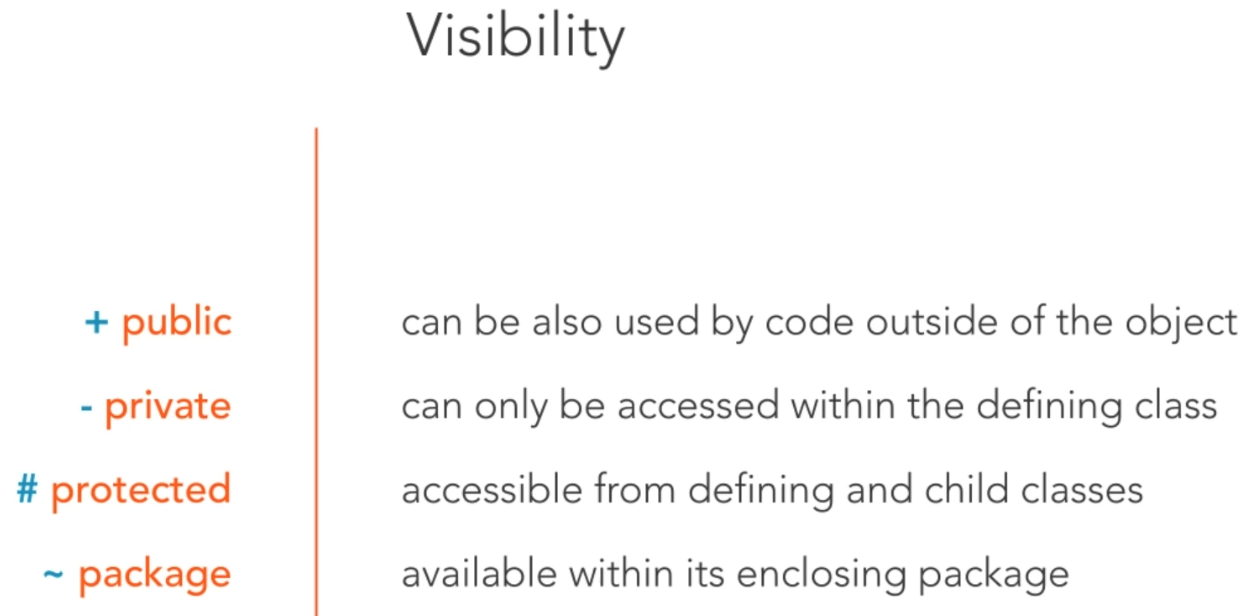 Visibility
+ public can be also used by code outside of the object
- private can only be accessed within the defining class
# protected accessible from defining and child classes
~ package available within its enclosing package